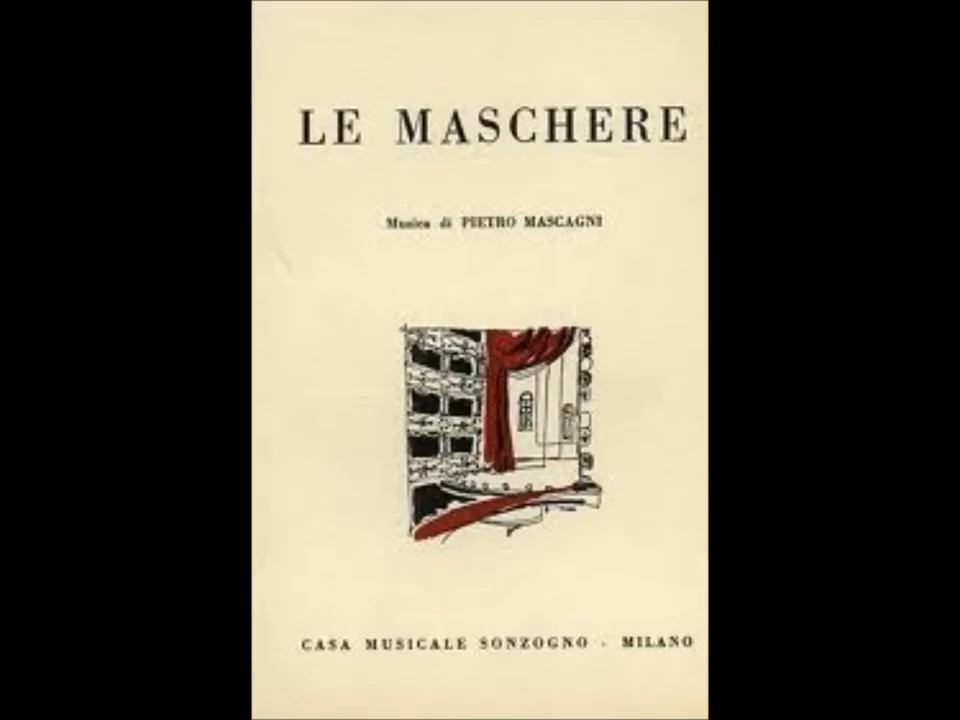 LE MASCHERE
Musica di PIETRO MASCAGNI
CASA MUSICALE SONZOGNO - MILANO